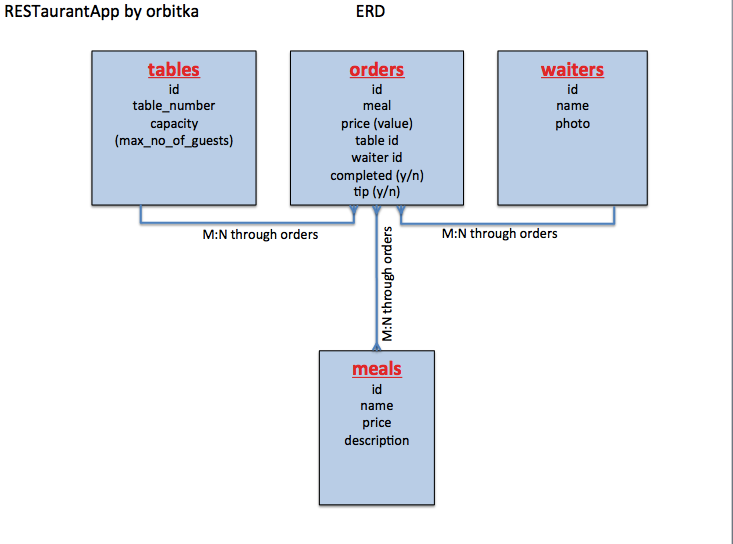 RESTaurantApp by orbitka
ERD
tables
id
table_number
capacity
(max_no_of_guests)
orders
id
meal
price (value)
table id
waiter id
completed (y/n)
tip (y/n)
waiters
id
name
photo
M:N through orders
M:N through orders
M:N through orders
meals
id
name
price
description